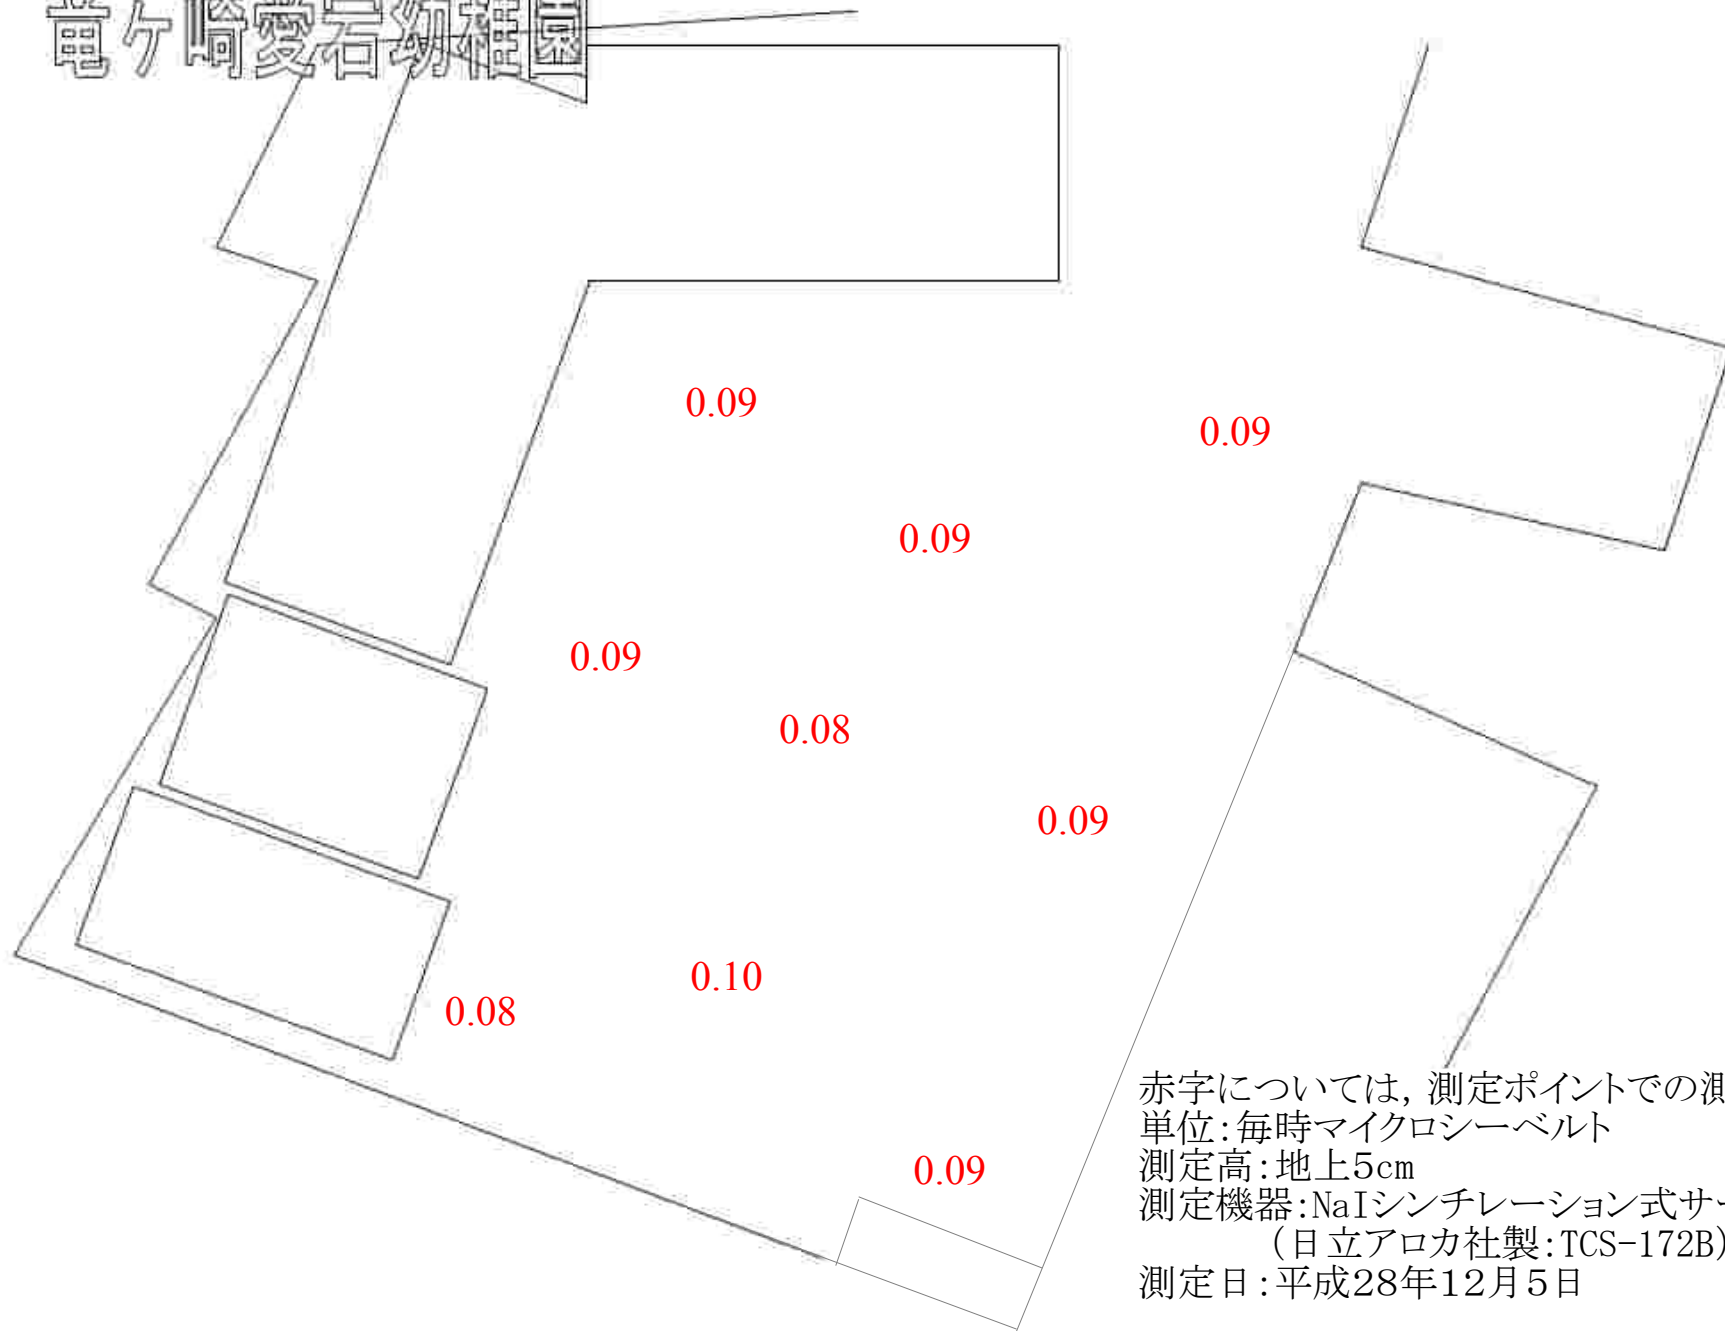 竜ケ崎愛宕幼稚園
0.09
0.09
0.09
0.09
0.08
0.09
0.10
0.08
0.09
赤字については，測定ポイントでの測
単位：毎時マイクロシーベルト
測定高：地上5cm
測定機器：NaIシンチレーション式サー
（日立アロカ社製：TCS-172B）
測定日：平成28年12月5日